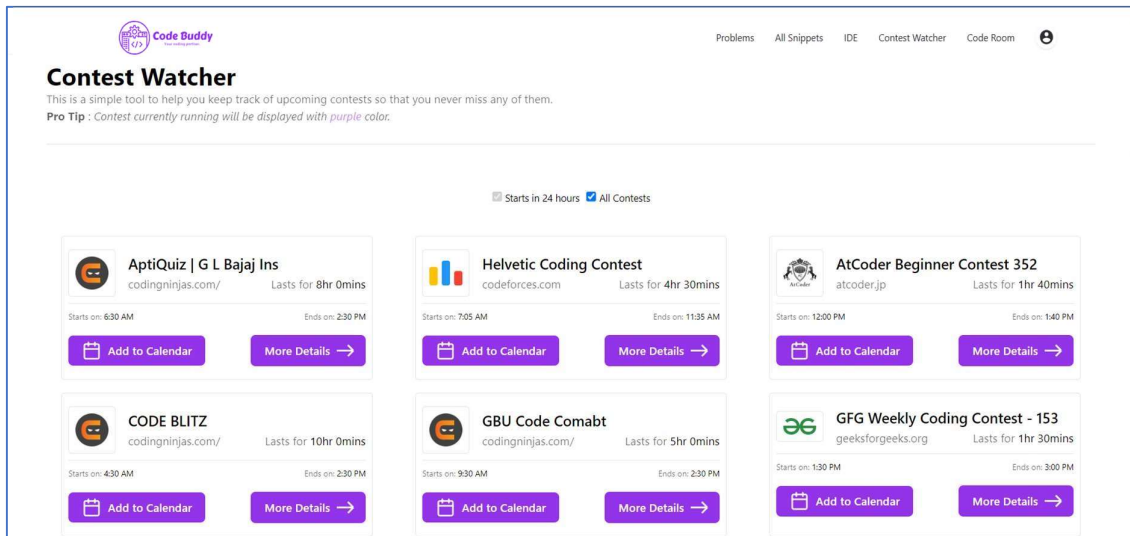 Code Buddy
Your coding partner.
Problems All Snippets IDE Contest Watcher Code Room
Contest Watcher
This is a simple tool to help you keep track of upcoming contests so that you never miss any of them.
Pro Tip : Contest currently running will be displayed with purple color.
Starts in 24 hours All Contests
AptiQuiz | G L Bajaj Ins
codingninjas.com/ Lasts for 8hr 0mins
Starts on: 6:30 AM Ends on: 2:30 PM
Add to Calendar More Details
Helvetic Coding Contest
codeforces.com Lasts for 4hr 30mins
Starts on: 7:05 AM Ends on: 11:35 AM
Add to Calendar More Details
AtCoder
AtCoder Beginner Contest 352
atcoder.jp Lasts for 1hr 40mins
Starts on: 12:00 PM Ends on: 1:40 PM
Add to Calendar More Details
CODE BLITZ
codingninjas.com/ Lasts for 10hr 0mins
Starts on: 4:30 AM Ends on: 2:30 PM
Add to Calendar More Details
GBU Code Comabt
codingninjas.com/ Lasts for 5hr 0mins
Starts on: 9:30 AM Ends on: 2:30 PM
Add to Calendar More Details
GFG Weekly Coding Contest - 153
geeksforgeeks.org Lasts for 1hr 30mins
Starts on: 1:30 PM Ends on: 3:00 PM
Add to Calendar More Details